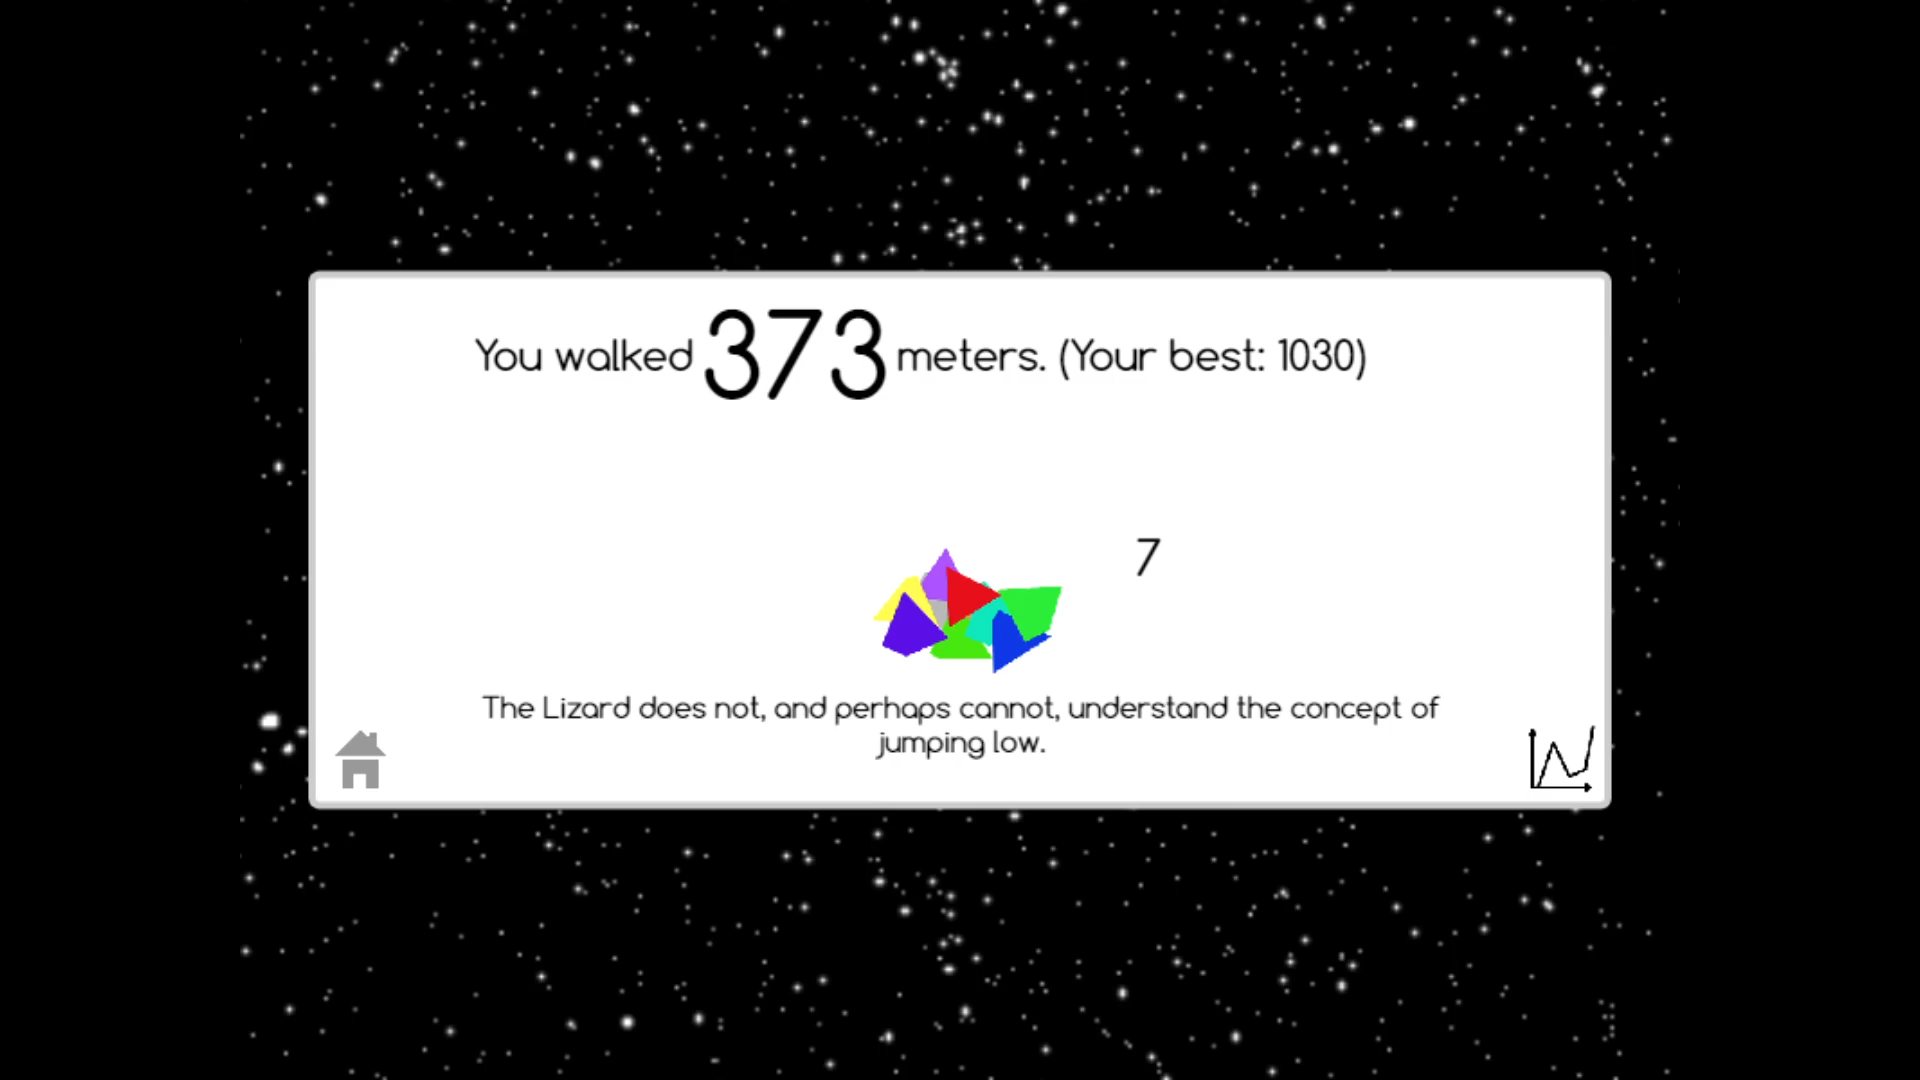 You walked 373 meters. (Your best: 1030)
7
The Lizard does not, and perhaps cannot, understand the concept of
jumping low.